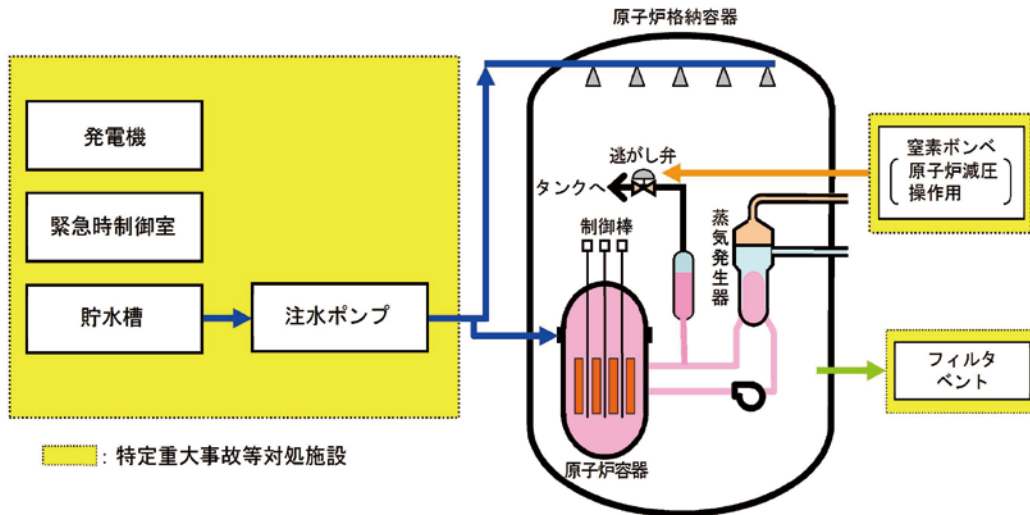 原子炉格納容器
発電機
緊急時制御室
貯水槽
注水ポンプ
逃がし弁
タンクへ
制御棒
蒸気発生器
原子炉容器
窒素ボンベ
原子炉減圧
操作用
フィルタ
ベント
:特定重大事故等対処施設